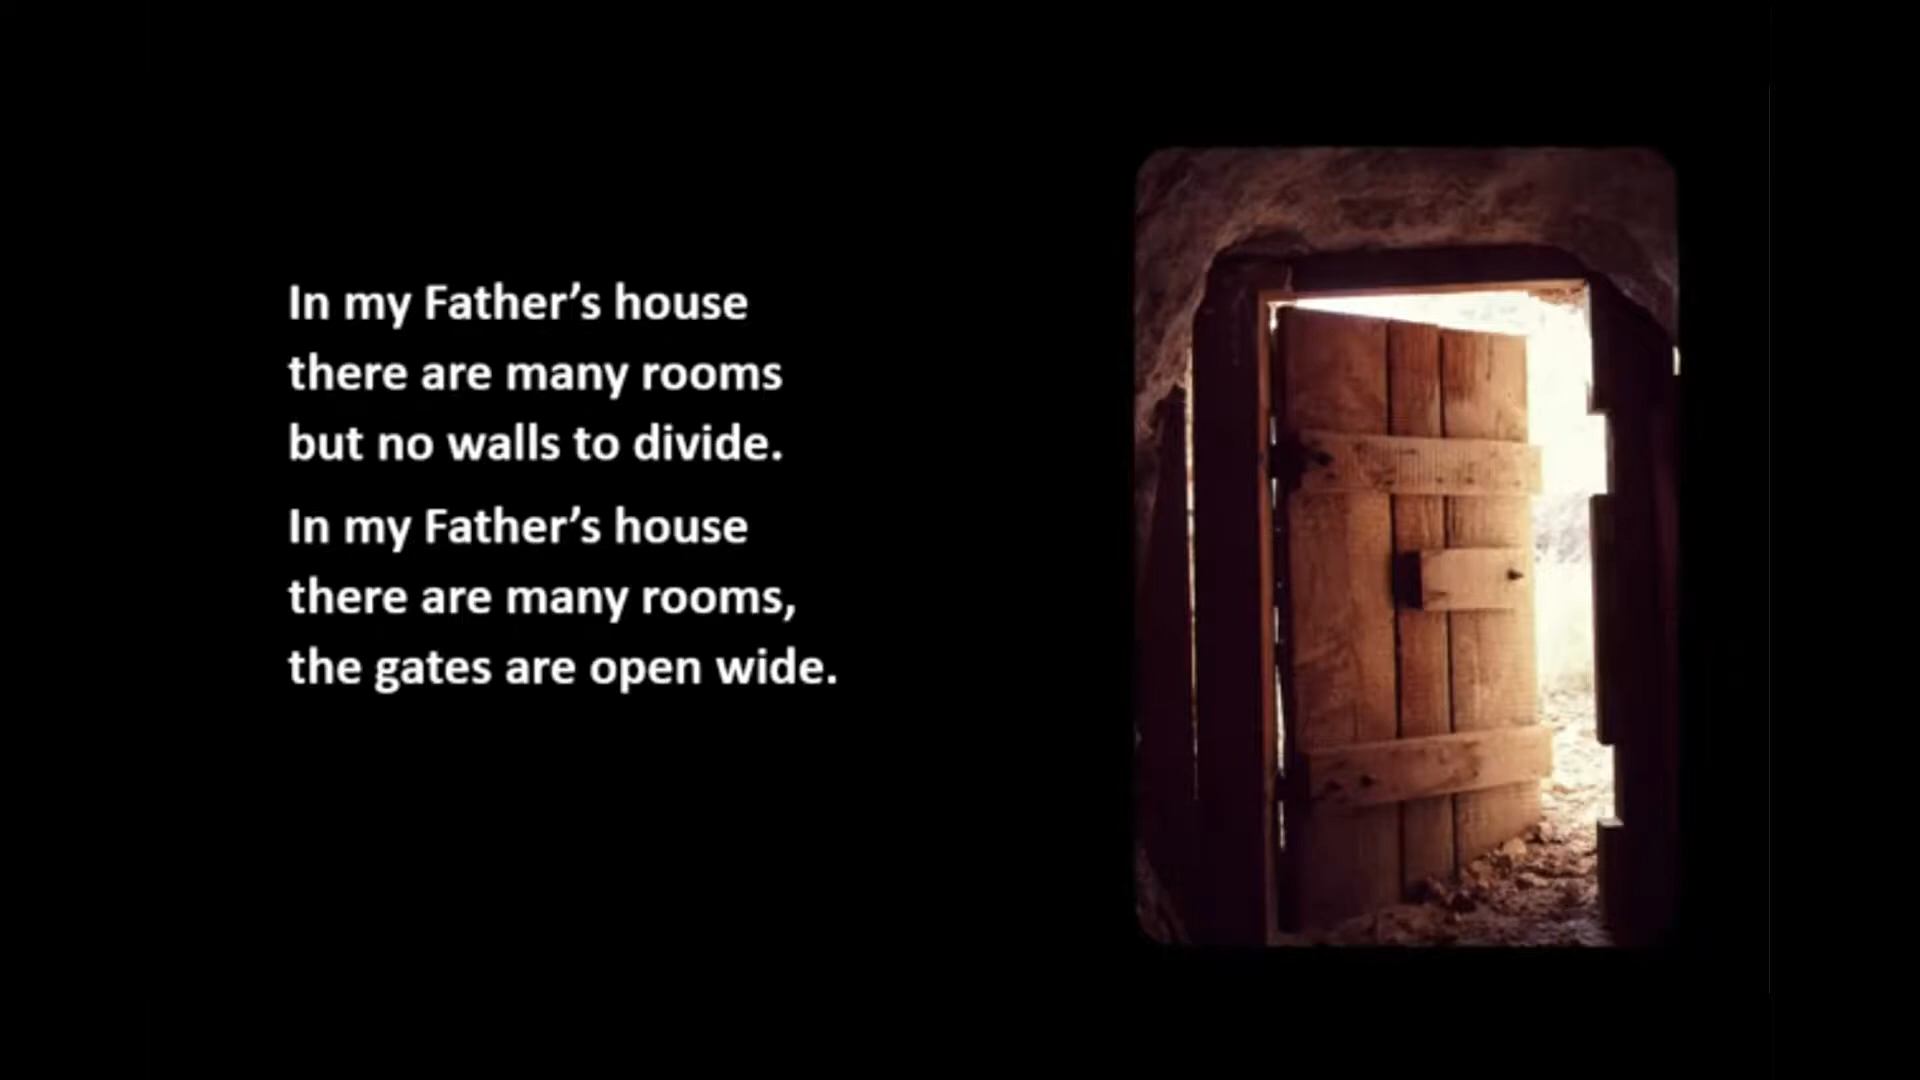 In my Father’s house
there are many rooms
but no walls to divide.
In my Father’s house
there are many rooms,
the gates are open wide.